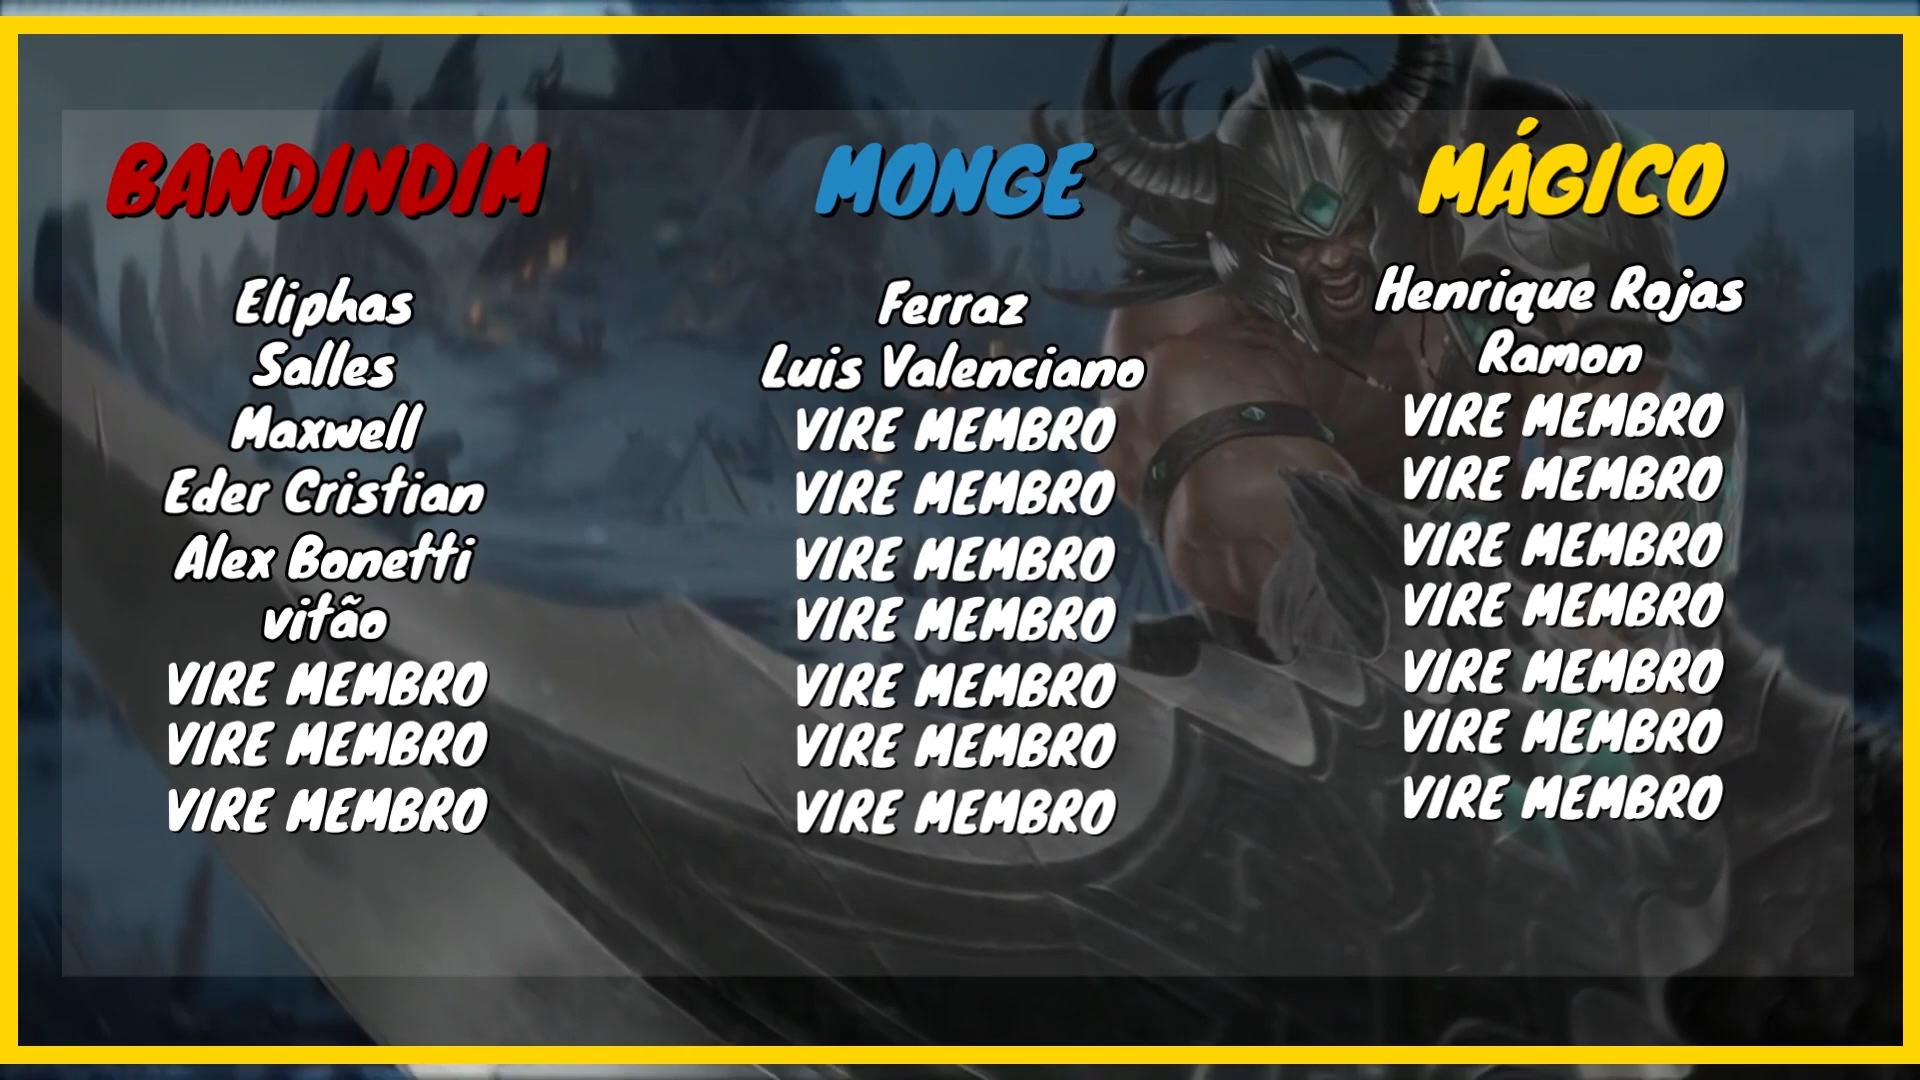 BANDINDIM
Eliphas
Salles
Maxwell
Eder Cristian
Alex Bonetti
vitão
VIRE MEMBRO
VIRE MEMBRO
VIRE MEMBRO
MONGE
Ferraz
Luis Valenciano
VIRE MEMBRO
VIRE MEMBRO
VIRE MEMBRO
VIRE MEMBRO
VIRE MEMBRO
VIRE MEMBRO
VIRE MEMBRO
MÁGICO
Henrique Rojas
Ramon
VIRE MEMBRO
VIRE MEMBRO
VIRE MEMBRO
VIRE MEMBRO
VIRE MEMBRO
VIRE MEMBRO
VIRE MEMBRO